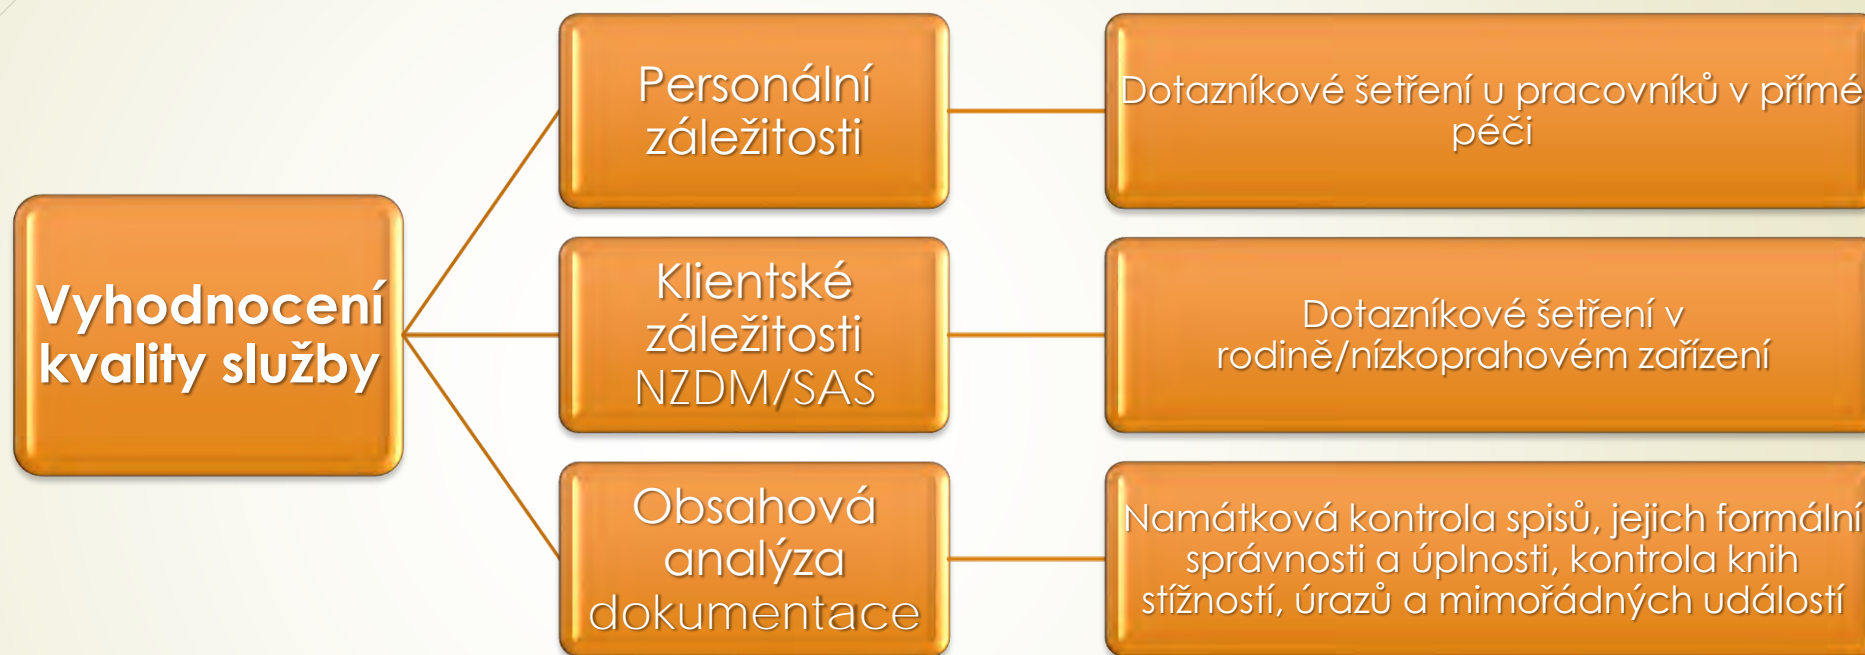 Vyhodnocení
kvality služby
Personální
záležitosti
Dotazníkové šetření u pracovníků v přímé
péči
Klientské
záležitosti
NZDM/SAS
Dotazníkové šetření v
rodině/nízkoprahovém zařízení
Obsahová
analýza
dokumentace
Namátková kontrola spisů, jejich formální
správnosti a úplnosti, kontrola knih
stížností, úrazů a mimořádných událostí